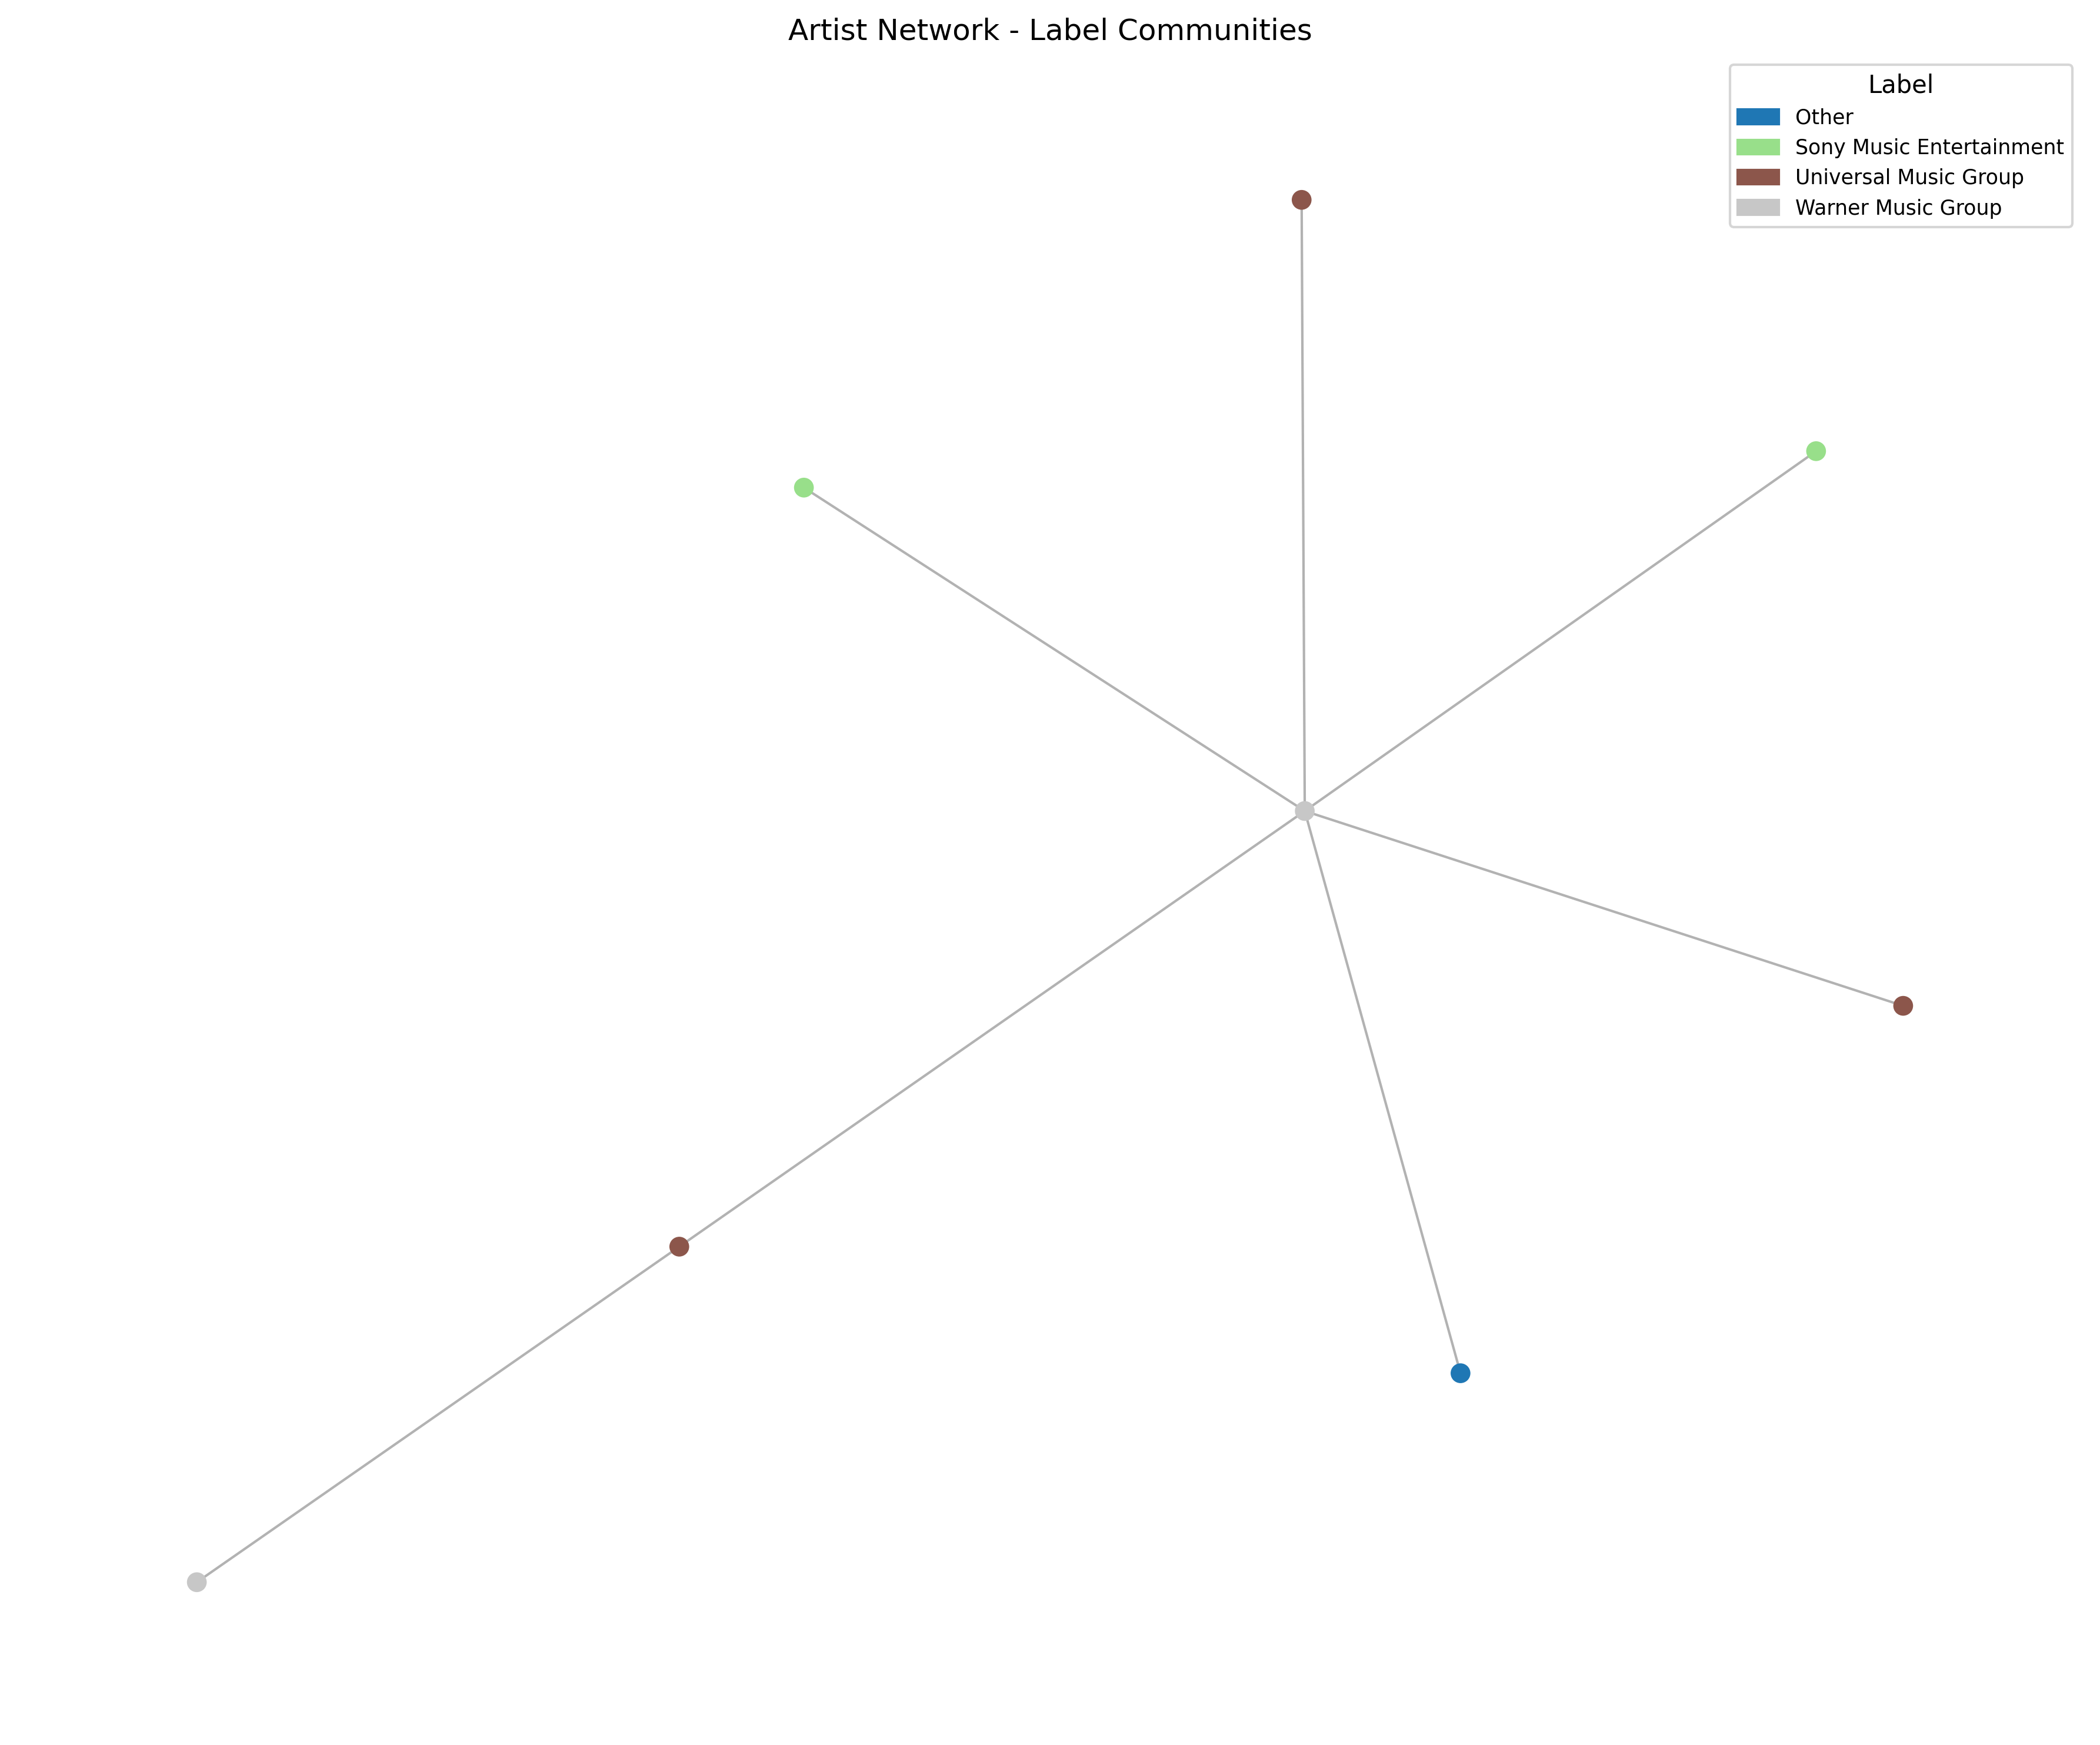 Artist Network - Label Communities
Label
Other
Sony Music Entertainment
Universal Music Group
Warner Music Group